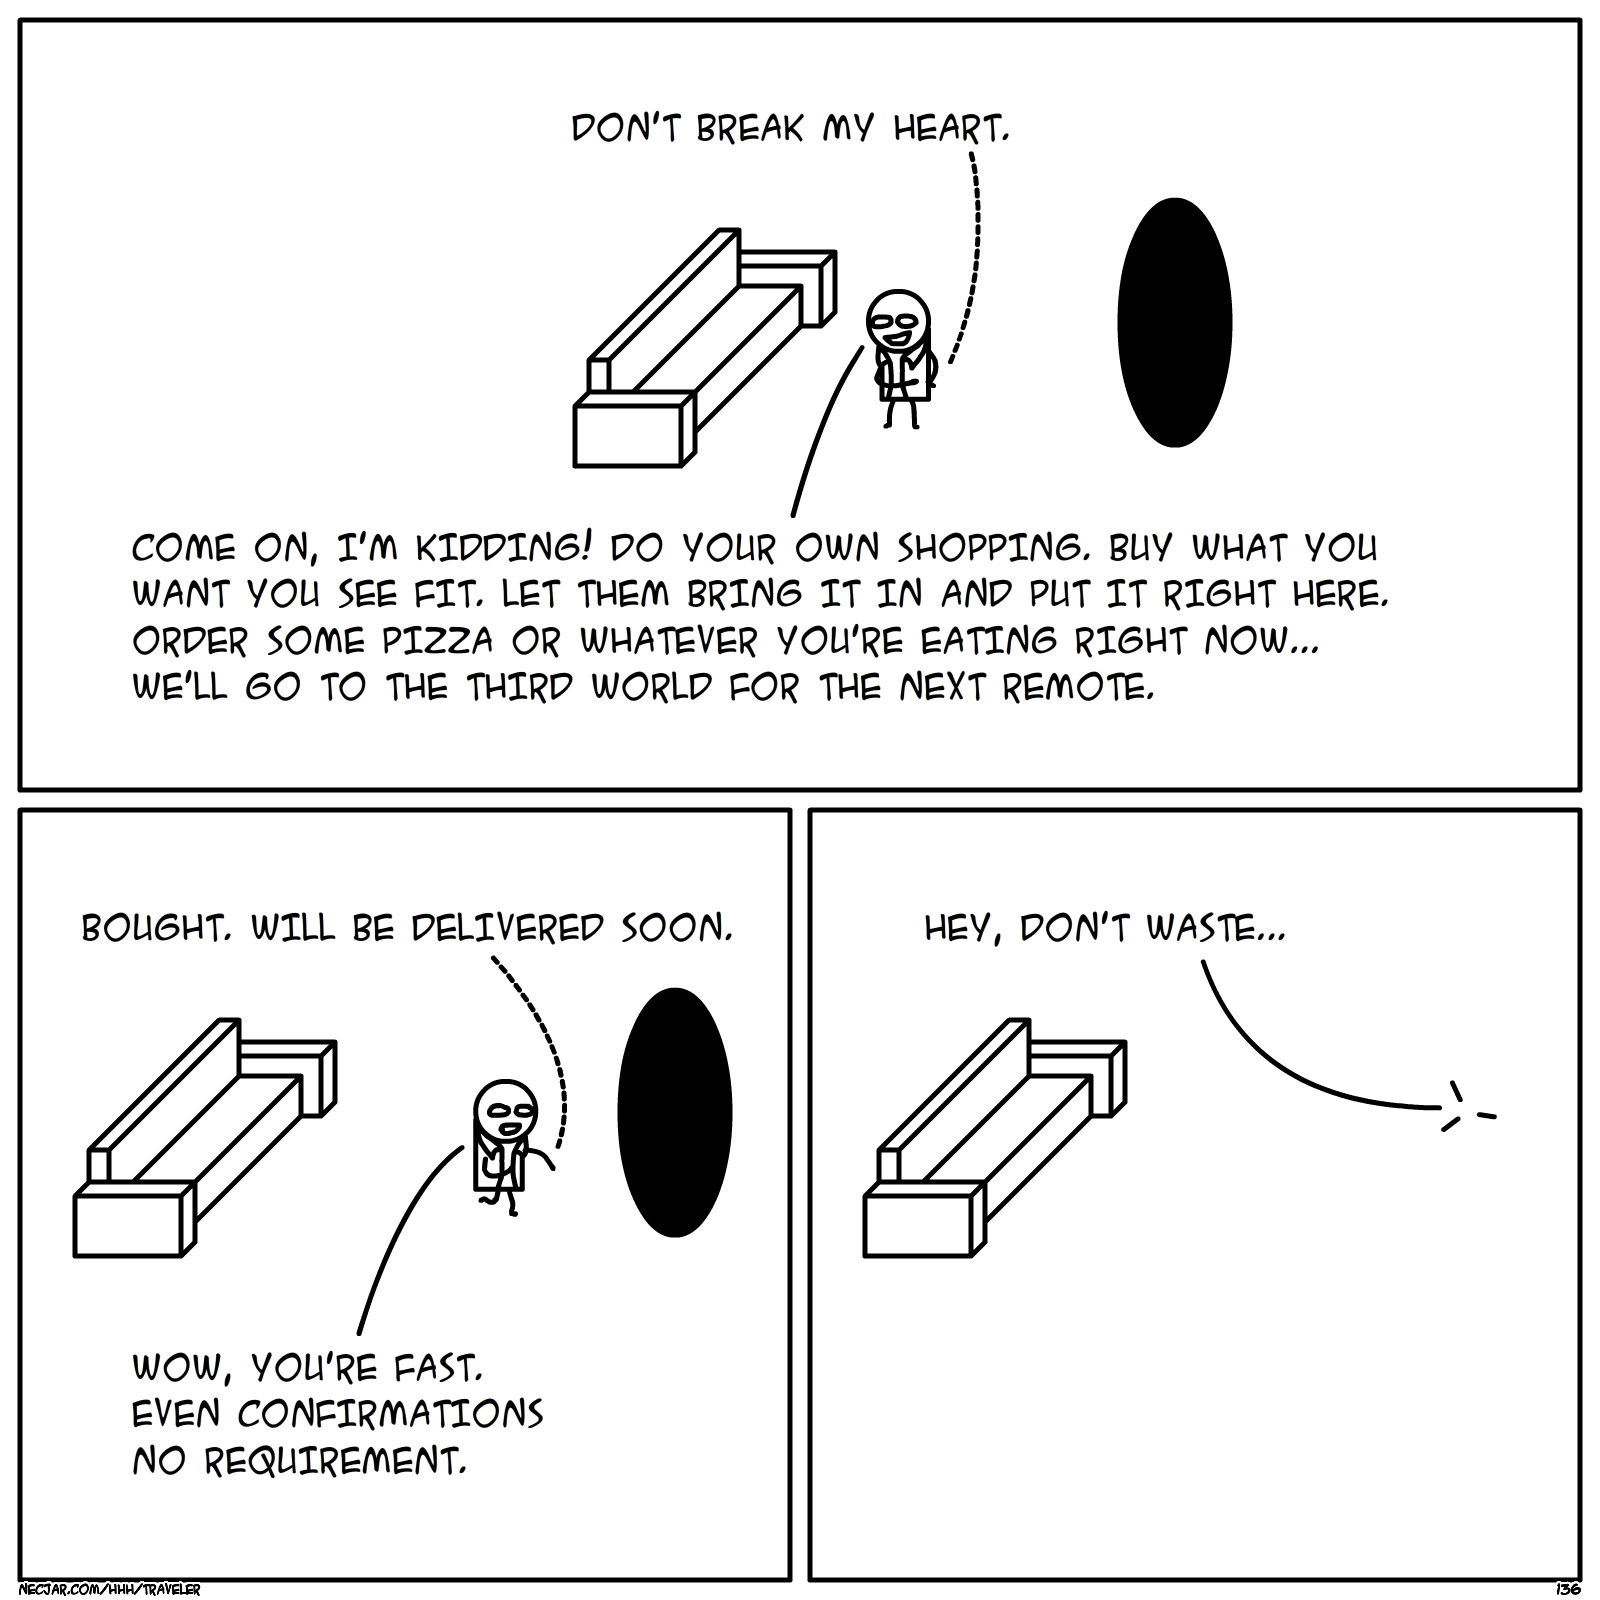 DON'T BREAK MY HEART.
COME ON, I'M KIDDING! DO YOUR OWN SHOPPING. BUY WHAT YOU
WANT YOU SEE FIT. LET THEM BRING IT IN AND PUT IT RIGHT HERE.
ORDER SOME PIZZA OR WHATEVER YOU'RE EATING RIGHT NOW...
WE'LL GO TO THE THIRD WORLD FOR THE NEXT REMOTE.
BOUGHT. WILL BE DELIVERED SOON.
WOW, YOU'RE FAST.
EVEN CONFIRMATIONS
NO REQUIREMENT.
HEY, DON'T WASTE...
NECJAR.COM/HHH/TRAVELER
136